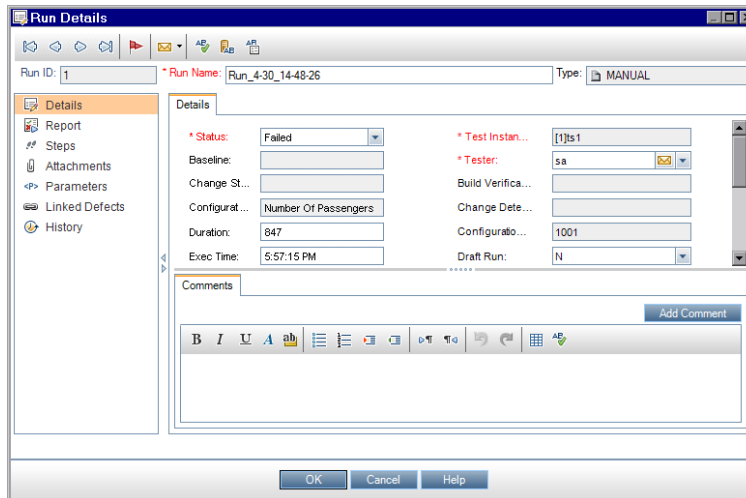 Run Details
Run ID: 1 * Run Name: Run_4-30_14-48-26 Type: MANUAL
Details
Report
Steps
Attachments
<P> Parameters
Linked Defects
History
Details
* Status: Failed * Test Instan... [1]ts1
Baseline: * Tester: sa
Change St... Build Verifica...
Configurat... Number Of Passengers Change Dete...
Duration: 847 Configuratio... 1001
Exec Time: 5:57:15 PM Draft Run: N
Comments
Add Comment
B I U A ab
OK Cancel Help